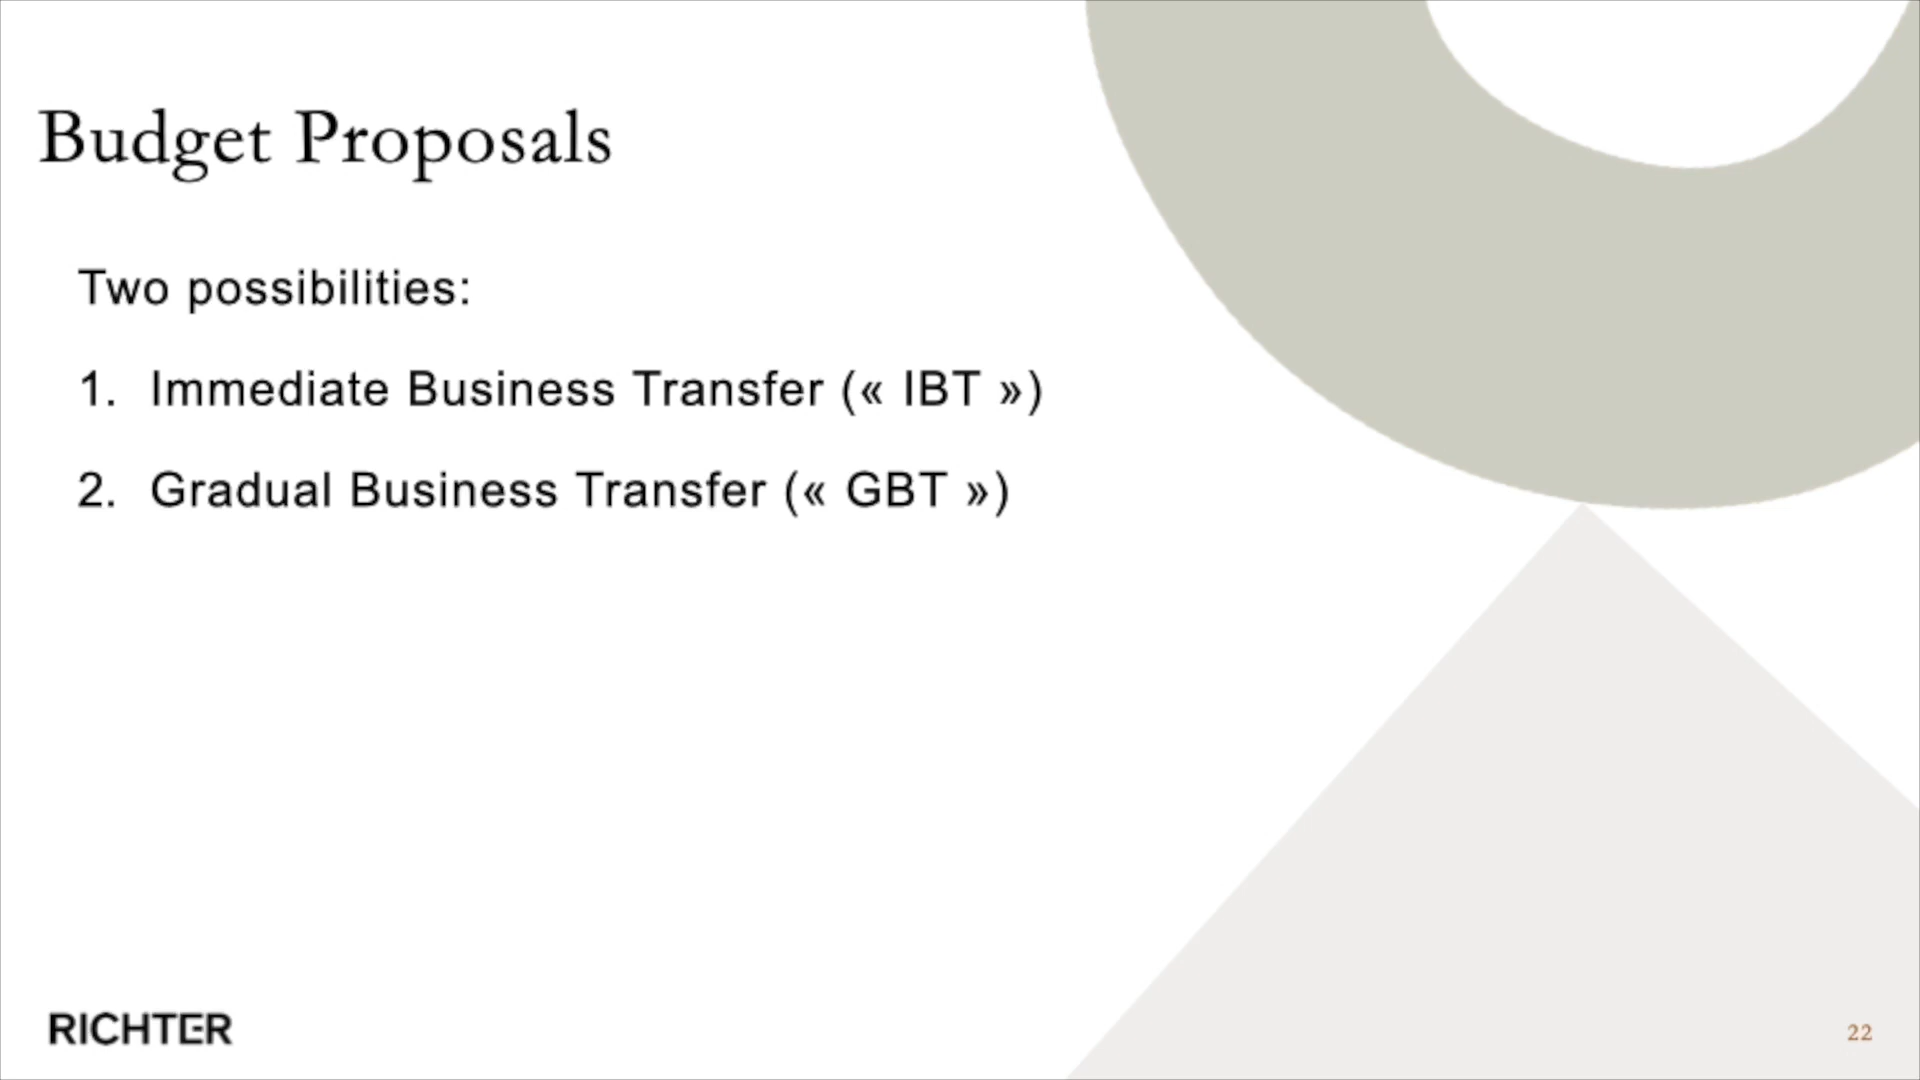 Budget Proposals
Two possibilities:
1. Immediate Business Transfer (« IBT »)
2. Gradual Business Transfer (« GBT »)
RICHTER
22